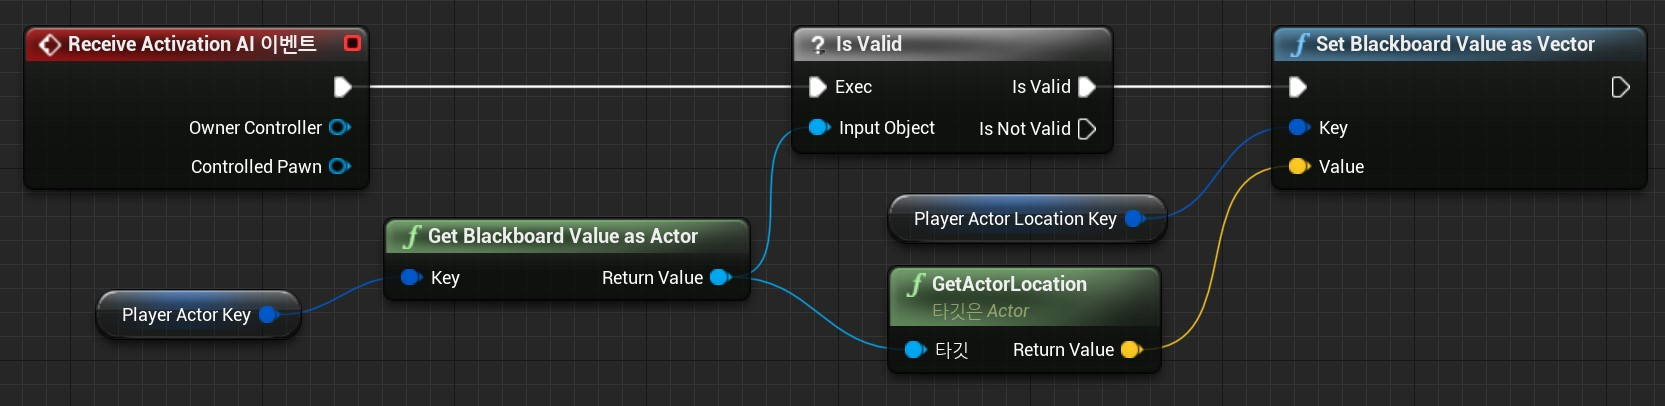 Receive Activation AI 이벤트
Owner Controller
Controlled Pawn
Player Actor Key
Get Blackboard Value as Actor
Key Return Value
? Is Valid
Exec Is Valid
Input Object Is Not Valid
Player Actor Location Key
f GetActorLocation
타깃은 Actor
타깃 Return Value
f Set Blackboard Value as Vector
Key
Value